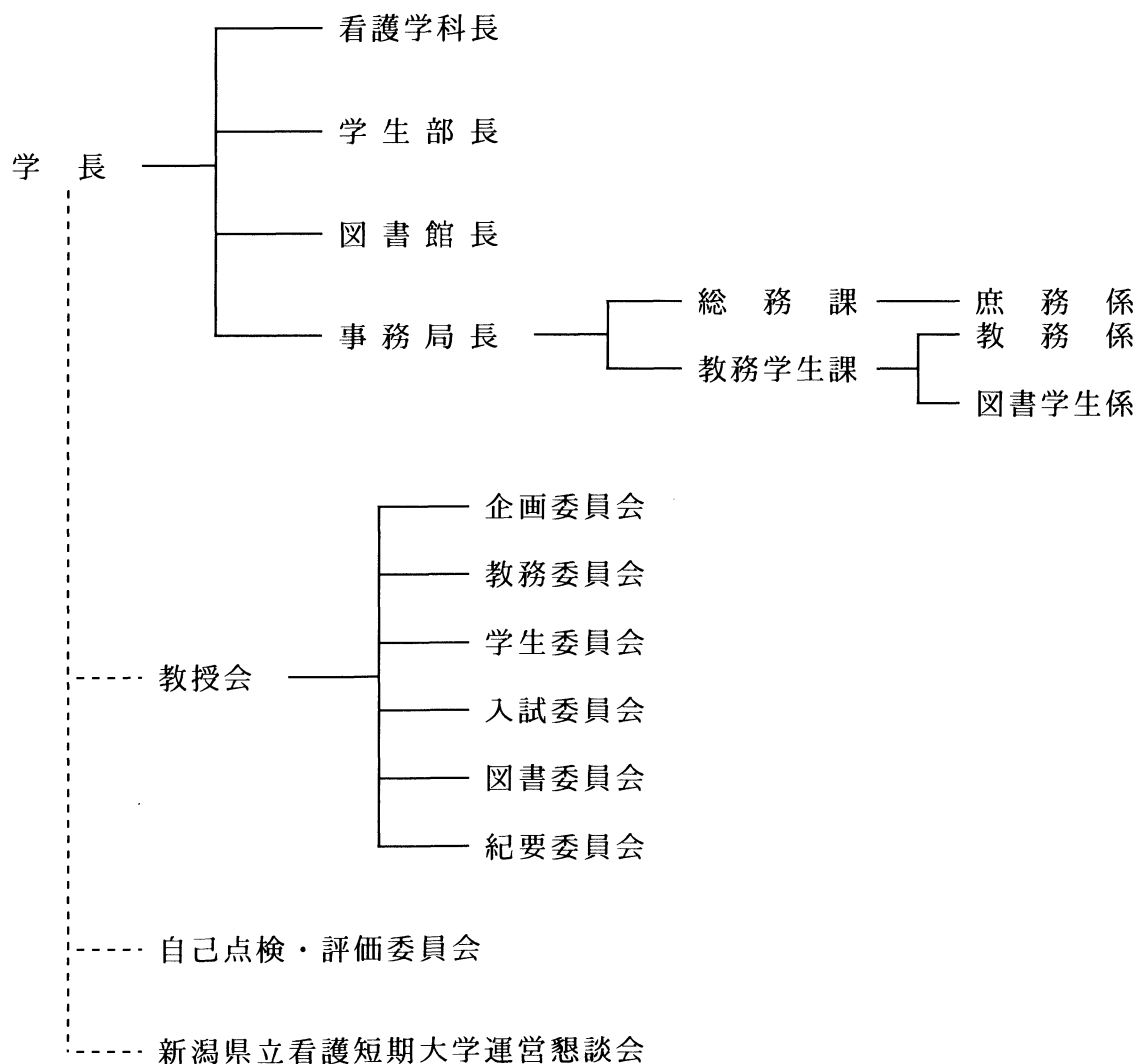 看護学科長
学生部長
学長
図書館長
総務課 庶務係
事務局長 教務係
教務学生課
図書学生係
企画委員会
教務委員会
学生委員会
教授会
入試委員会
図書委員会
紀要委員会
自己点検・評価委員会
新潟県立看護短期大学運営懇談会